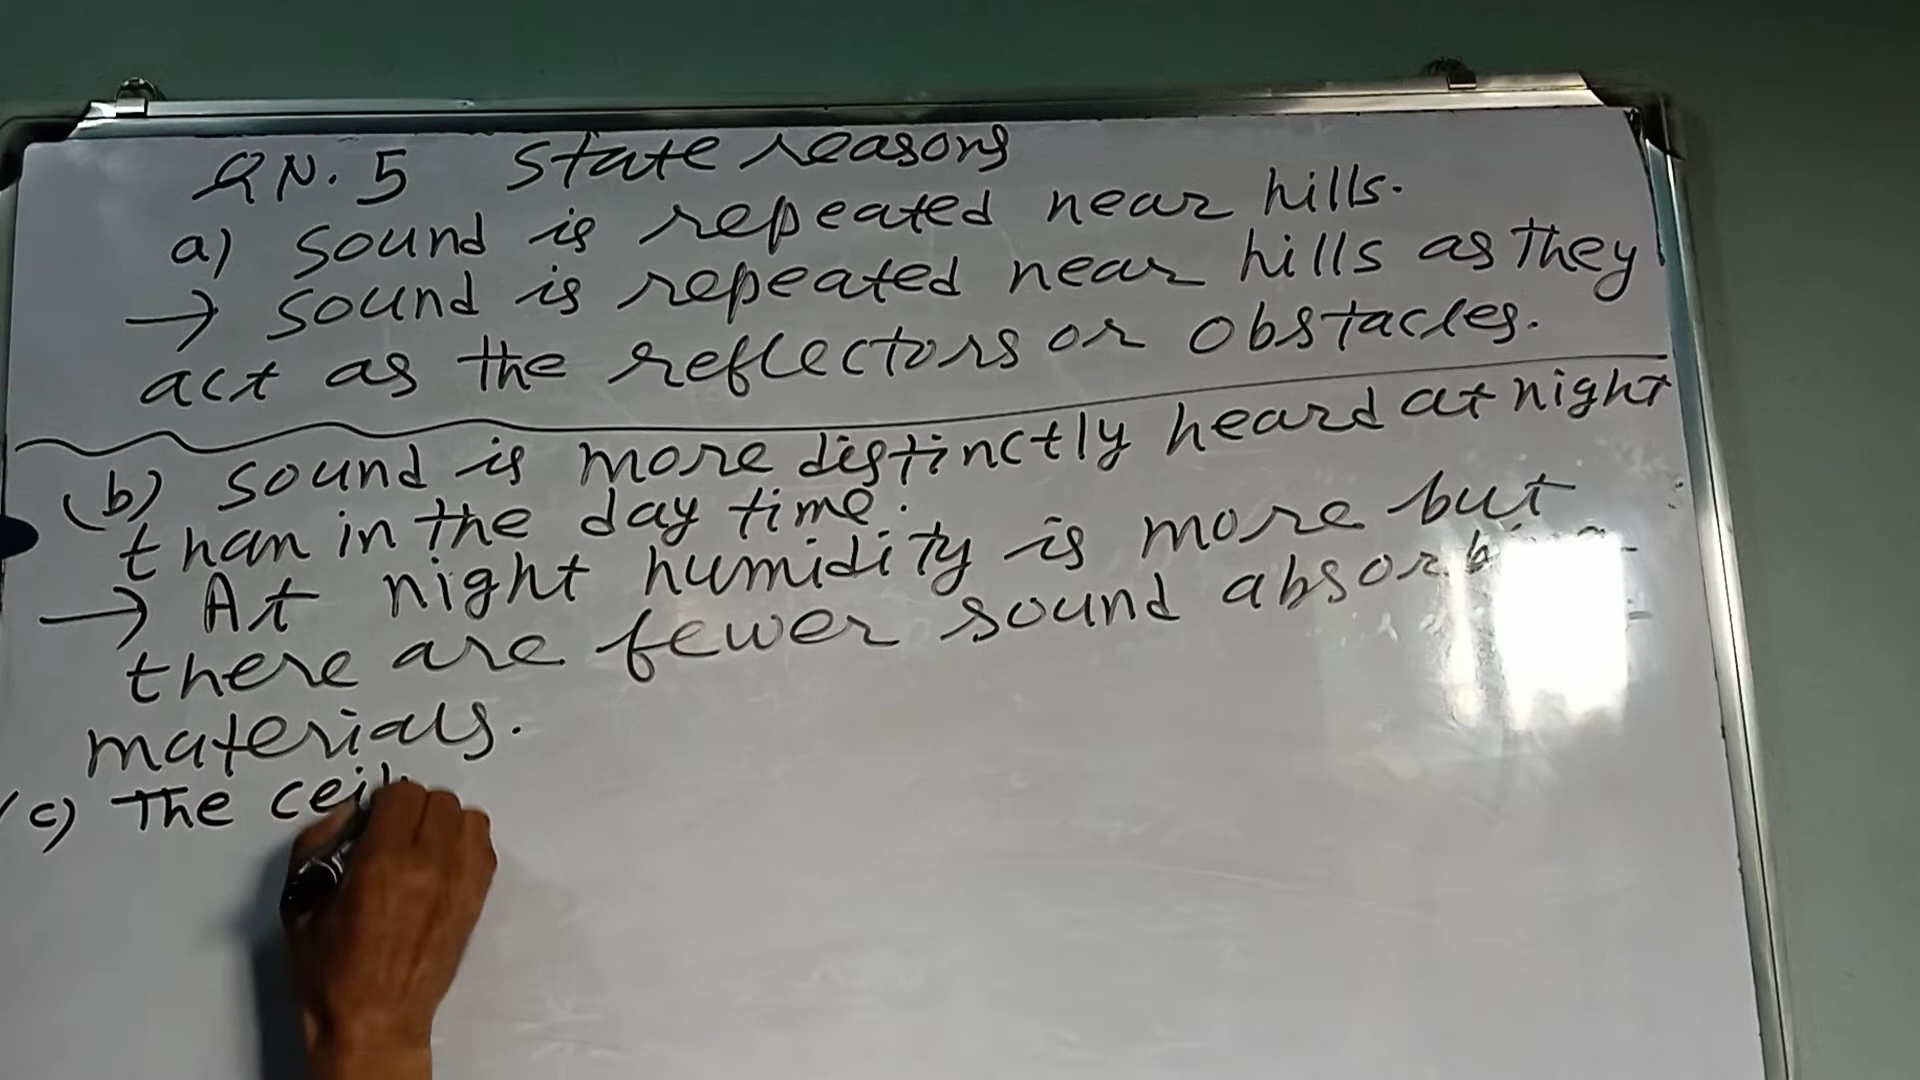 QN. 5 State reasons
a) Sound is repeated near hills.
→ Sound is repeated near hills as they
act as the reflectors or obstacles.
(b) Sound is more distinctly heard at night
than in the day time.
→ At night humidity is more but
there are fewer sound
materials.
(c) The